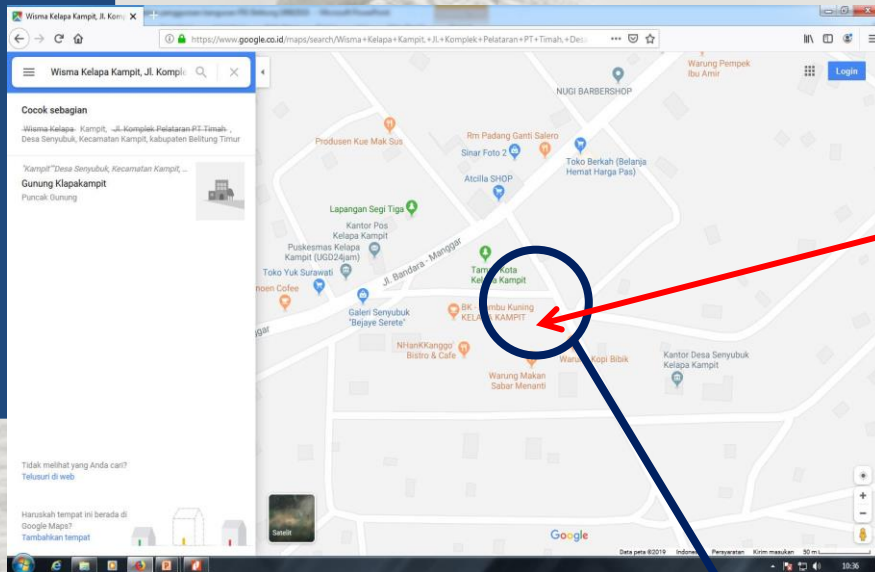 Wisma Kelapa Kampit, Jl. Komp
https://www.google.co.id/maps/search/Wisma+Kelapa+Kampit,+Jl.+Komplek+Pelataran+PT+Timah,+Des
Wisma Kelapa Kampit, Jl. Komple
Login
Cocok sebagian
Wisma Kelapa Kampit, Jl. Komplek Pelataran PT Timah,
Desa Senyubuk, Kecamatan Kampit, kabupaten Belitung Timur
"Kampit" "Desa Senyubuk, Kecamatan Kampit, ...
Gunung Klapakampit
Puncak Gunung
Warung Pempek
Ibu Amir
NUGI BARBERSHOP
Produsen Kue Mak Sus
Rm Padang Ganti Salero
Sinar Foto 2
Toko Berkah (Belanja
Hemat Harga Pas)
Atcilla SHOP
Lapangan Segi Tiga
Kantor Pos
Kelapa Kampit
Puskesmas Kelapa
Kampit (UGD24jam)
Jl. Bandara - Manggar
Toko Yuk Surawati
noen Cofee
Galeri Senyubuk
"Bejaye Serete"
ggar
Kota
Kampit
BK
Kuning
KAMPIT
NHanKKanggo
Bistro & Cafe
Warung Kopi Bibik
Warung Makan
Sabar Menanti
Kantor Desa Senyubuk
Kelapa Kampit
Tidak melihat yang Anda cari?
Telusuri di web
Haruskah tempat ini berada di
Google Maps?
Tambahkan tempat
Satelit
Google
Data peta ©2019 Indonesia Persyaratan Kirim masukan 50 m
10:36